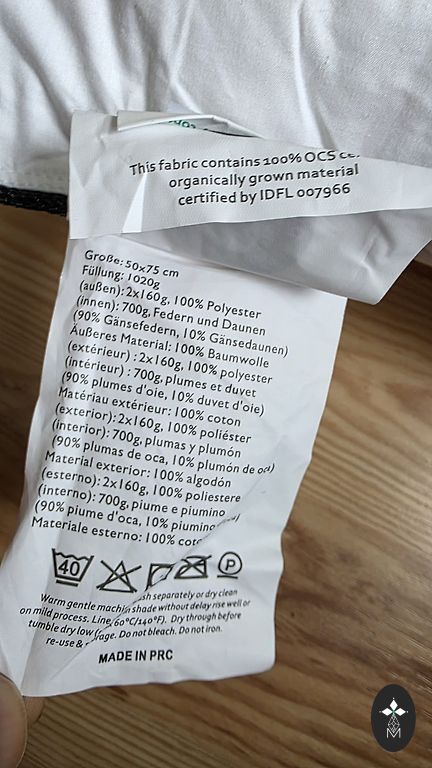 This fabric contains 100% OCS
organically grown material
certified by IDFL 007966
Große: 50x75 cm
Füllung: 1020g
(außen): 2x160g, 100% Polyester
(innen): 700g, Federn und Daunen
(90% Gänsefedern, 10% Gänsedaunen)
Äußeres Material: 100% Baumwolle
(extérieur) : 2x160g, 100% polyester
(intérieur) : 700g, plumes et duvet
(90% plumes d'oie, 10% duvet d'oie)
Matériau extérieur: 100% coton
(exterior): 2x160g, 100% poliéster
(interior): 700g, plumas y plumón
(90% plumas de oca, 10% plumón de oca)
Material exterior: 100% algodón
(esterno): 2x160g, 100% poliestere
(interno): 700g, piume e piumino
(90% piume d'oca, 10% piumino
Materiale esterno: 100%
40
P
separately or dry clean
Warm gentle machin shade without delay rise well or
on mild process. Line, 60°C/140°F). Dry through before
tumble dry low Do not bleach. Do not iron.
re-use &
MADE IN PRC
M